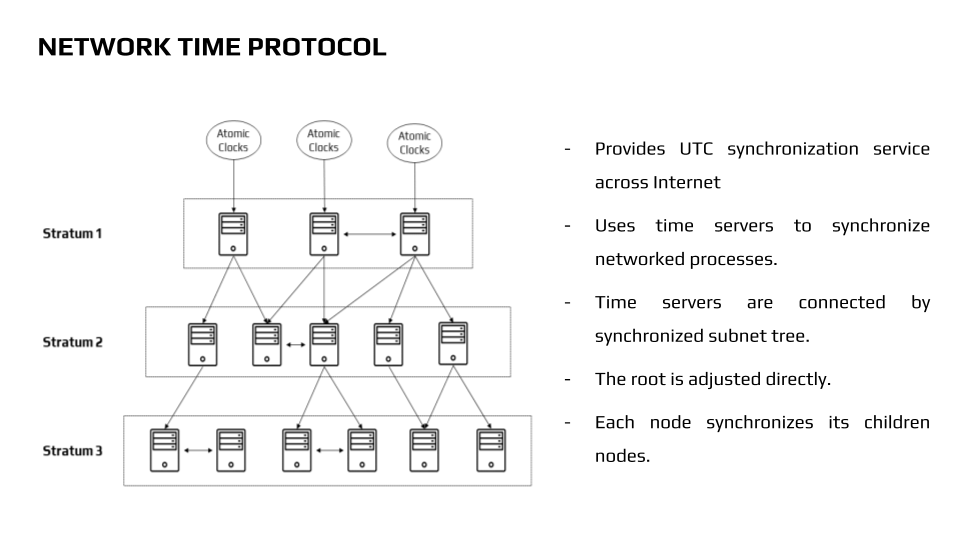 NETWORK TIME PROTOCOL
Atomic
Clocks
Atomic
Clocks
Atomic
Clocks
Stratum 1
Stratum 2
Stratum 3
- Provides UTC synchronization service
across Internet
- Uses time servers to synchronize
networked processes.
- Time servers are connected by
synchronized subnet tree.
- The root is adjusted directly.
- Each node synchronizes its children
nodes.